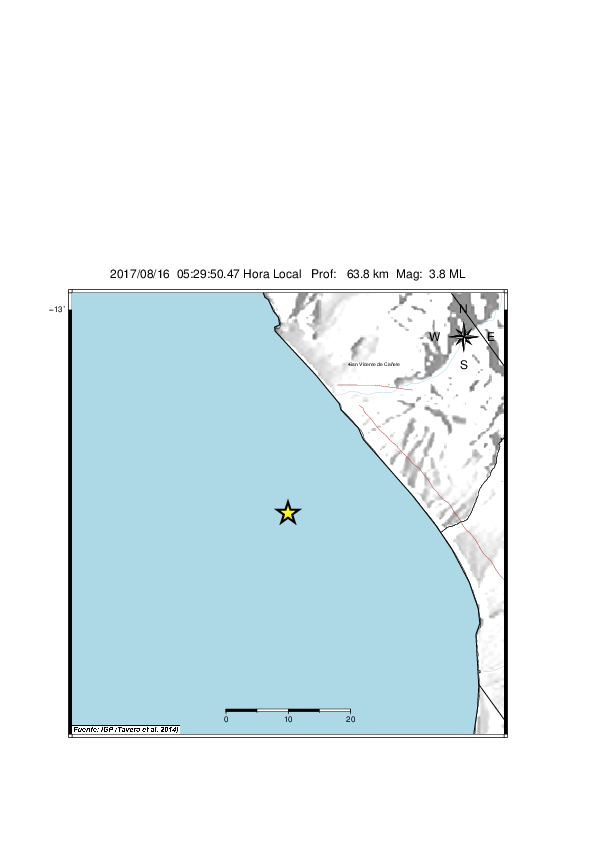 2017/08/16 05:29:50.47 Hora Local Prof: 63.8 km Mag: 3.8 ML
−13˚
N
W E
S
San Vicente de Cañete
0 10 20
Fuente: IGP (Tavera et al. 2014)